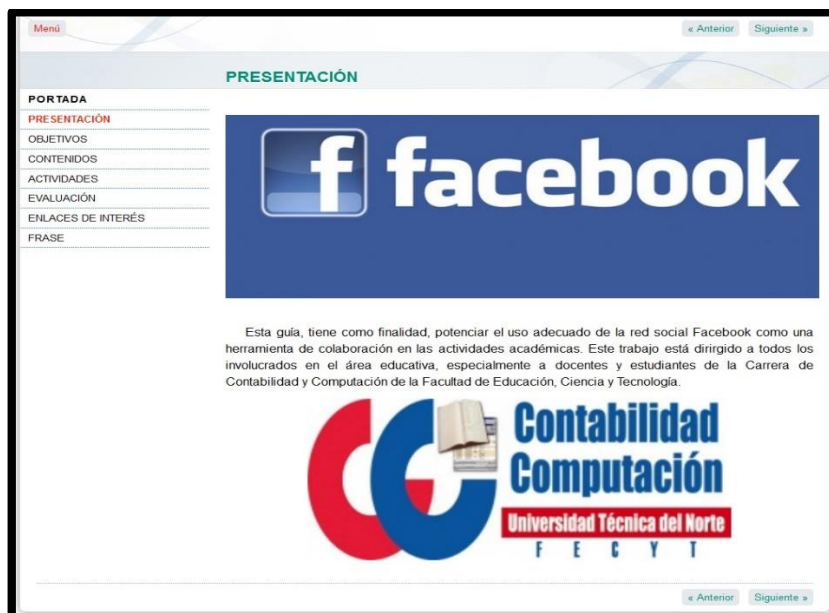 Menú
« Anterior Siguiente »
PRESENTACIÓN
PORTADA
PRESENTACIÓN
OBJETIVOS
CONTENIDOS
ACTIVIDADES
EVALUACIÓN
ENLACES DE INTERÉS
FRASE
f facebook
Esta guía, tiene como finalidad, potenciar el uso adecuado de la red social Facebook como una
herramienta de colaboración en las actividades académicas. Este trabajo está dirirgido a todos los
involucrados en el área educativa, especialmente a docentes y estudiantes de la Carrera de
Contabilidad y Computación de la Facultad de Educación, Ciencia y Tecnología.
CC
Contabilidad
Computación
Universidad Técnica del Norte
F E C Y T
« Anterior Siguiente »